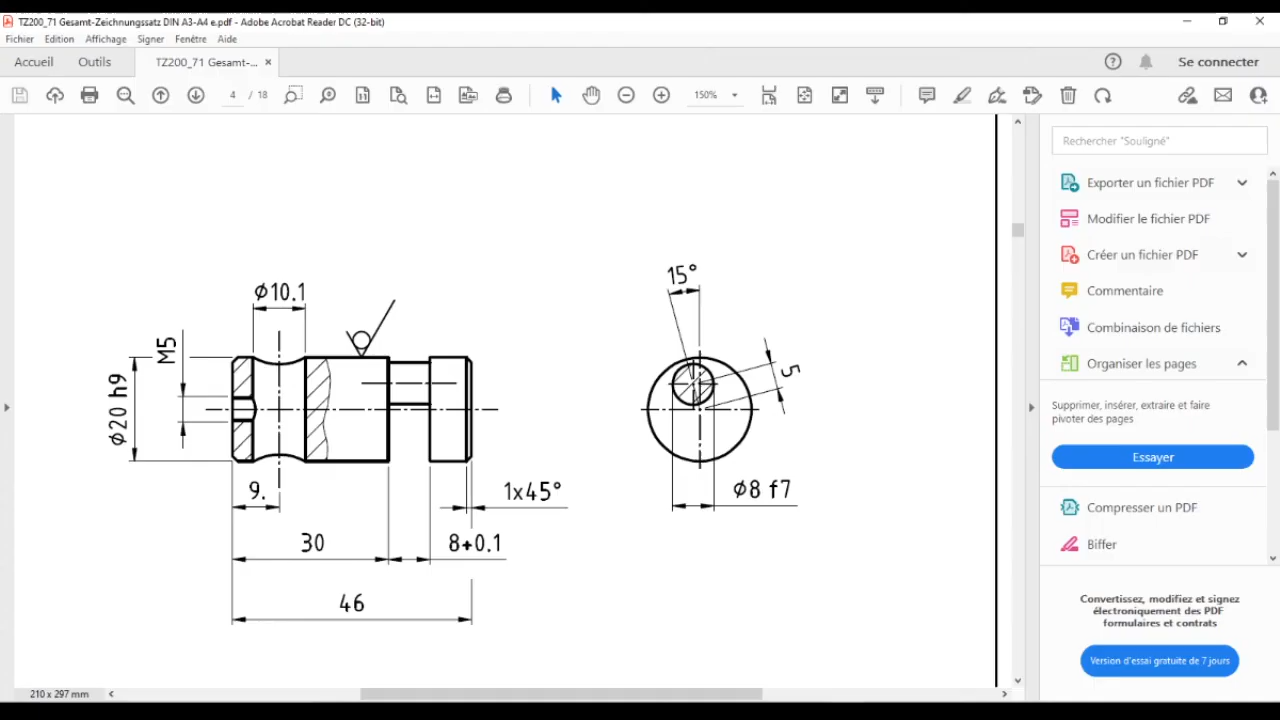 TZ200_71 Gesamt-Zeichnungssatz DIN A3-A4 e.pdf - Adobe Acrobat Reader DC (32-bit)
Fichier Edition Affichage Signer Fenêtre Aide
Accueil Outils TZ200_71 Gesamt-... × Se connecter
4 / 18 150%
Rechercher "Souligné"
Exporter un fichier PDF
Modifier le fichier PDF
Créer un fichier PDF
Commentaire
Combinaison de fichiers
Organiser les pages
Supprimer, insérer, extraire et faire
pivoter des pages
Essayer
Compresser un PDF
Biffer
Convertissez, modifiez et signez
électroniquement des PDF
formulaires et contrats
Version d'essai gratuite de 7 jours
15°
ϕ10.1
M5
5
ϕ20 h9
9.
1x45°
ϕ8 f7
30
8+0.1
46
210 x 297 mm